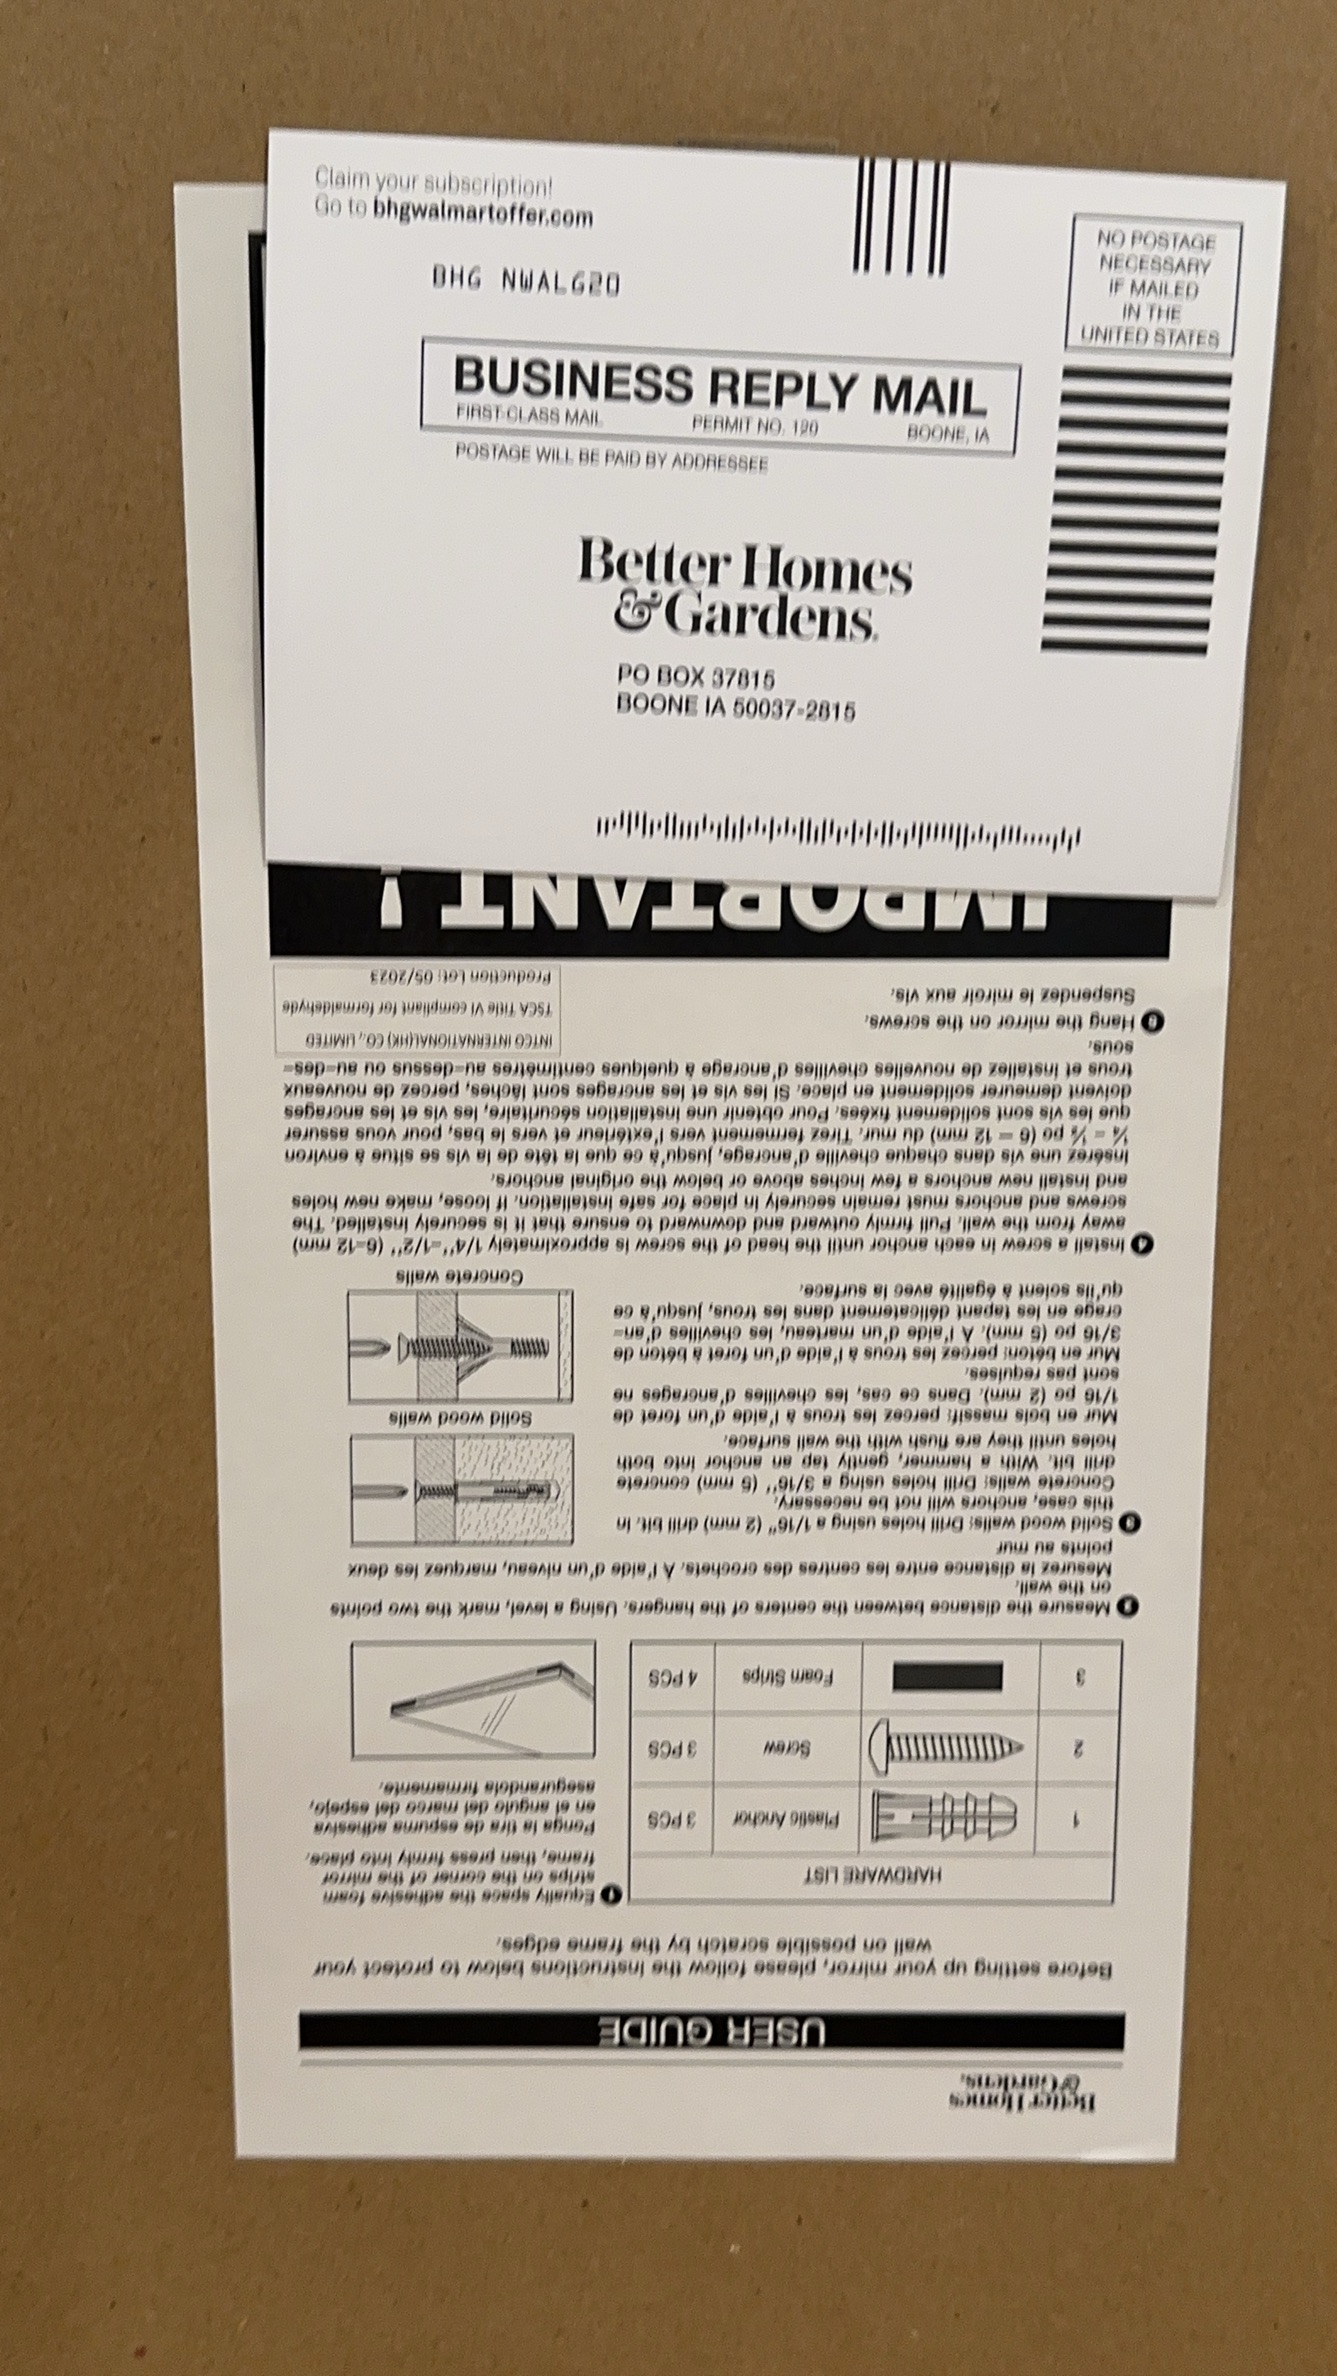 Claim your subscription!
Go to bhgwalmartoffer.com
BHG NWALG20
NO POSTAGE
NECESSARY
IF MAILED
IN THE
UNITED STATES
BUSINESS REPLY MAIL
FIRST-CLASS MAIL PERMIT NO. 120 BOONE, IA
POSTAGE WILL BE PAID BY ADDRESSEE
Better Homes
&Gardens.
PO BOX 37815
BOONE IA 50037-2815
Better Homes
&Gardens.
USER GUIDE
Before setting up your mirror, please follow the instructions below to protect your
wall on possible scratch by the frame edges.
HARDWARE LIST
1 Plastic Anchor 3 PCS
2 Screw 3 PCS
3 Foam Strips 4 PCS
1 Equally space the adhesive foam
strips on the corner of the mirror
frame, then press firmly into place.
Ponga la tira de espuma adhesiva
en el angulo del marco del espejo,
asegurandola firmamente.
2 Measure the distance between the centers of the hangers. Using a level, mark the two points
on the wall.
Mesurez la distance entre les centres des crochets. À l'aide d'un niveau, marquez les deux
points au mur
3 Solid wood walls: Drill holes using a 1/16" (2 mm) drill bit. In
this case, anchors will not be necessary.
Concrete walls: Drill holes using a 3/16" (5 mm) concrete
drill bit. With a hammer, gently tap an anchor into both
holes until they are flush with the wall surface.
Mur en bois massif: percez les trous à l'aide d'un foret de
1/16 po (2 mm). Dans ce cas, les chevilles d'ancrages ne
sont pas requises.
Mur en béton: percez les trous à l'aide d'un foret à béton de
3/16 po (5 mm). À l'aide d'un marteau, les chevilles d'an-
crage en les tapant délicatement dans les trous, jusqu'à ce
qu'ils soient à égalité avec la surface.
Solid wood walls
Concrete walls
4 Install a screw in each anchor until the head of the screw is approximately 1/4"-1/2" (6-12 mm)
away from the wall. Pull firmly outward and downward to ensure that it is securely installed. The
screws and anchors must remain securely in place for safe installation. If loose, make new holes
and install new anchors a few inches above or below the original anchors.
Insérez une vis dans chaque cheville d'ancrage, jusqu'à ce que la tête de la vis se situe à environ
¼ - ½ po (6 - 12 mm) du mur. Tirez fermement vers l'extérieur et vers le bas, pour vous assurer
que les vis sont solidement fixées. Pour obtenir une installation sécuritaire, les vis et les ancrages
doivent demeurer solidement en place. Si les vis et les ancrages sont lâches, percez de nouveaux
trous et installez de nouvelles chevilles d'ancrage à quelques centimètres au-dessus ou au-des-
sous.
Hang the mirror on the screws.
Suspendez le miroir aux vis.
INTCO INTERNATIONAL(HK) CO., LIMITED
TSCA Title VI compliant for formaldehyde
Production Lot: 05/2023
IMPORTANT!